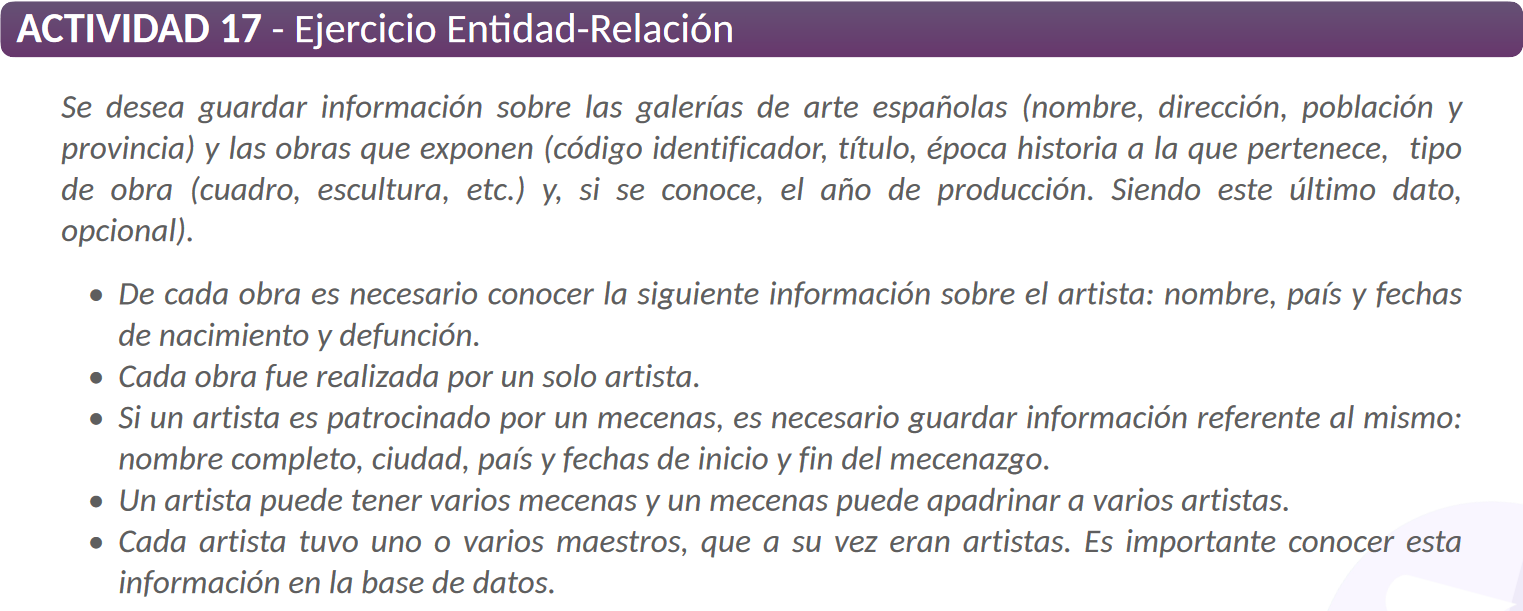 ACTIVIDAD 17 - Ejercicio Entidad-Relación
Se desea guardar información sobre las galerías de arte españolas (nombre, dirección, población y
provincia) y las obras que exponen (código identificador, título, época historia a la que pertenece, tipo
de obra (cuadro, escultura, etc.) y, si se conoce, el año de producción. Siendo este último dato,
opcional).
• De cada obra es necesario conocer la siguiente información sobre el artista: nombre, país y fechas
de nacimiento y defunción.
• Cada obra fue realizada por un solo artista.
• Si un artista es patrocinado por un mecenas, es necesario guardar información referente al mismo:
nombre completo, ciudad, país y fechas de inicio y fin del mecenazgo.
• Un artista puede tener varios mecenas y un mecenas puede apadrinar a varios artistas.
• Cada artista tuvo uno o varios maestros, que a su vez eran artistas. Es importante conocer esta
información en la base de datos.